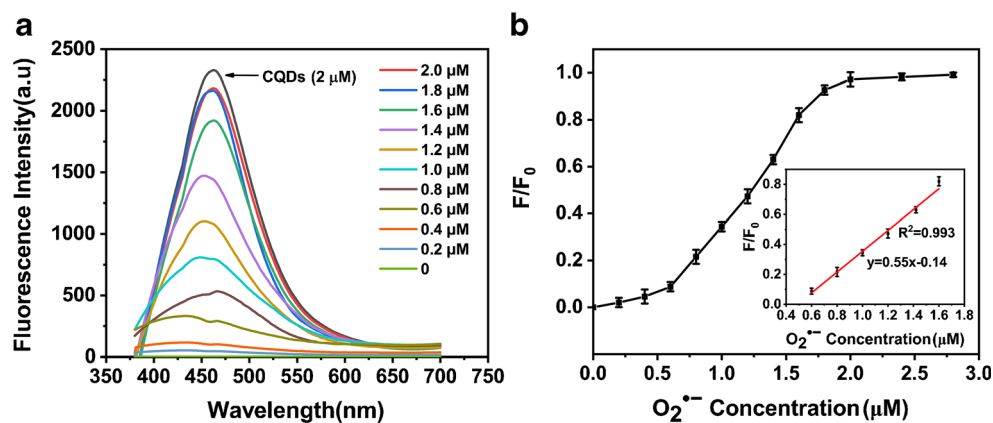 a
2500
2000
1500
1000
500
0
350 400 450 500 550 600 650 700 750
Fluorescence Intensity(a.u)
Wavelength(nm)
CQDs (2 μM)
2.0 μM
1.8 μM
1.6 μM
1.4 μM
1.2 μM
1.0 μM
0.8 μM
0.6 μM
0.4 μM
0.2 μM
0
b
1.0
0.8
0.6
0.4
0.2
0.0
0.0 0.5 1.0 1.5 2.0 2.5 3.0
F/F₀
O₂•⁻ Concentration(μM)
0.8
0.6
0.4
0.2
0.0
0.4 0.6 0.8 1.0 1.2 1.4 1.6 1.8
F/F₀
R²=0.993
y=0.55x-0.14
O₂•⁻ Concentration(μM)